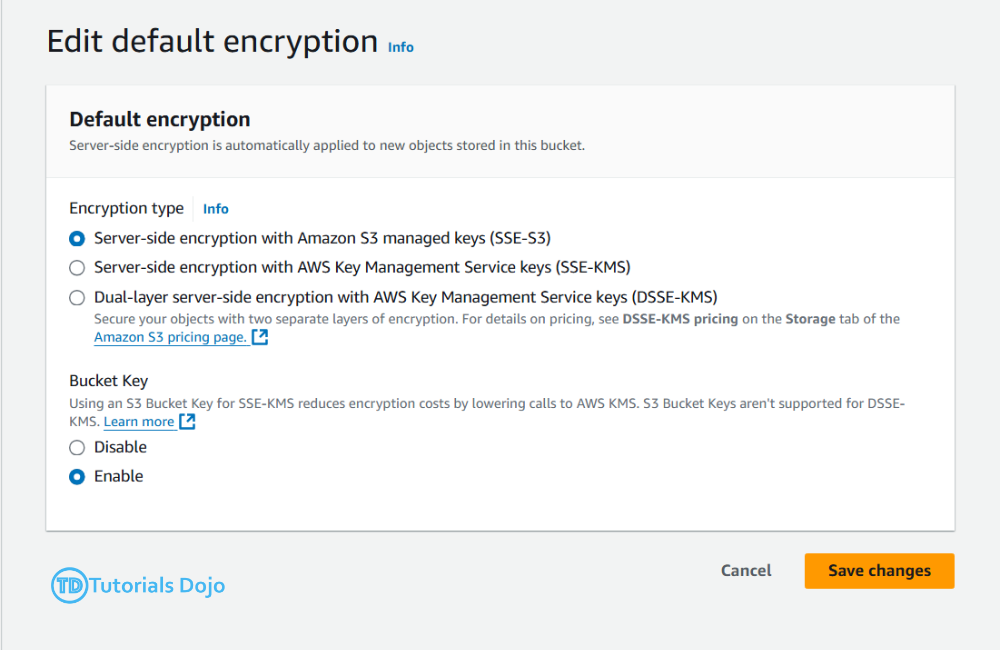 Edit default encryption Info
Default encryption
Server-side encryption is automatically applied to new objects stored in this bucket.
Encryption type Info
Server-side encryption with Amazon S3 managed keys (SSE-S3)
Server-side encryption with AWS Key Management Service keys (SSE-KMS)
Dual-layer server-side encryption with AWS Key Management Service keys (DSSE-KMS)
Secure your objects with two separate layers of encryption. For details on pricing, see DSSE-KMS pricing on the Storage tab of the
Amazon S3 pricing page.
Bucket Key
Using an S3 Bucket Key for SSE-KMS reduces encryption costs by lowering calls to AWS KMS. S3 Bucket Keys aren't supported for DSSE-
KMS. Learn more
Disable
Enable
Cancel Save changes
TD Tutorials Dojo